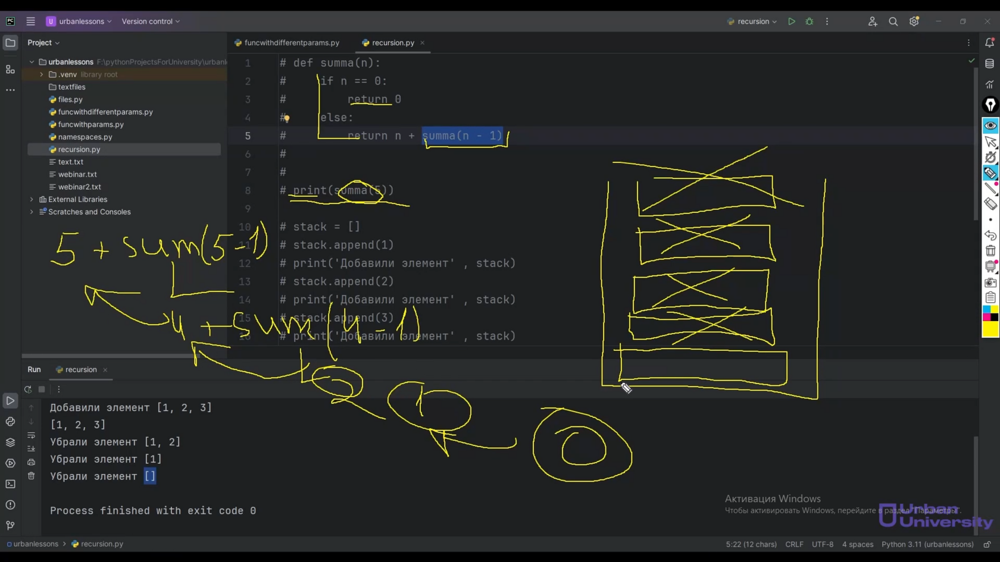 urbanlessons
Version control
recursion
Project
funcwithdifferentparams.py
recursion.py
urbanlessons F:\pythonProjectsForUniversity\urbanl
.venv library root
textfiles
files.py
funcwithdifferentparams.py
funcwithparams.py
namespaces.py
recursion.py
text.txt
webinar.txt
webinar2.txt
External Libraries
Scratches and Consoles
1 # def summa(n):
2 # if n == 0:
3 # return 0
4 # else:
5 # return n + summa(n - 1)
6 #
7 #
8 # print(summa(5))
9
10 # stack = []
11 # stack.append(1)
12 # print('Добавили элемент' , stack)
13 # stack.append(2)
14 # print('Добавили элемент' , stack)
15 # stack.append(3)
16 # print('Добавили элемент' , stack)
5 + sum(5-1)
4 + sum(4-1)
2
1
0
Run
recursion
Добавили элемент [1, 2, 3]
[1, 2, 3]
Убрали элемент [1, 2]
Убрали элемент [1]
Убрали элемент []
Process finished with exit code 0
Активация Windows
Чтобы активировать Windows, перейдите в раздел "Параметры".
Urban
University
urbanlessons
recursion.py
5:22 (12 chars)
CRLF
UTF-8
4 spaces
Python 3.11 (urbanlessons)